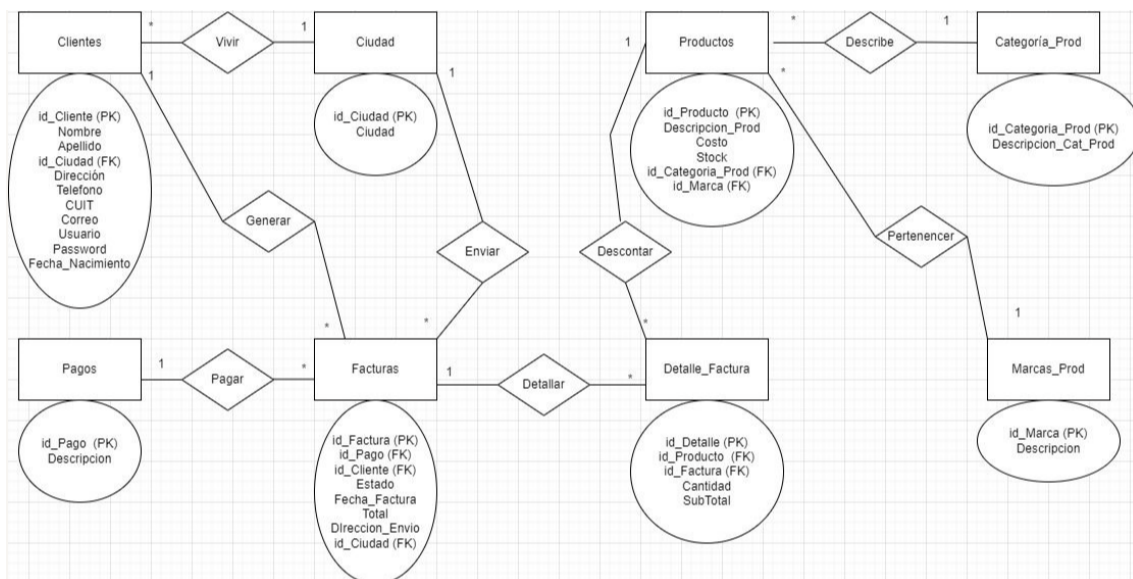 Clientes
*
Vivir
1
Ciudad
1
Productos
*
Describe
1
Categoría_Prod
1
1
*
id_Cliente (PK)
Nombre
Apellido
id_Ciudad (FK)
Dirección
Telefono
CUIT
Correo
Usuario
Password
Fecha_Nacimiento
id_Ciudad (PK)
Ciudad
id_Producto (PK)
Descripcion_Prod
Costo
Stock
id_Categoria_Prod (FK)
id_Marca (FK)
id_Categoria_Prod (PK)
Descripcion_Cat_Prod
Generar
Enviar
Descontar
Pertenencer
*
*
*
1
Pagos
1
Pagar
*
Facturas
1
Detallar
*
Detalle_Factura
Marcas_Prod
id_Pago (PK)
Descripcion
id_Factura (PK)
id_Pago (FK)
id_Cliente (FK)
Estado
Fecha_Factura
Total
DIreccion_Envio
id_Ciudad (FK)
id_Detalle (PK)
id_Producto (FK)
id_Factura (FK)
Cantidad
SubTotal
id_Marca (PK)
Descripcion